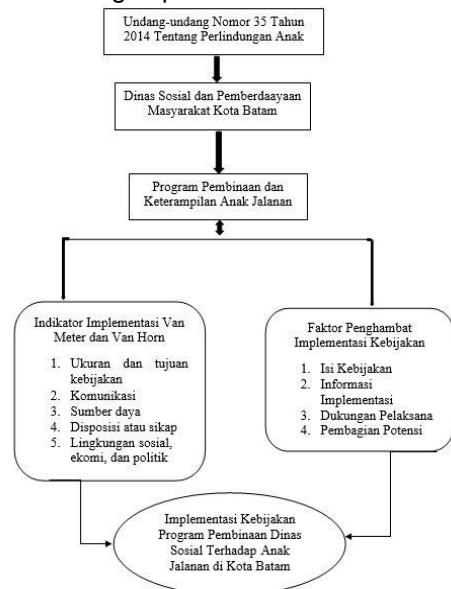 Undang-undang Nomor 35 Tahun
2014 Tentang Perlindungan Anak
Dinas Sosial dan Pemberdaayaan
Masyarakat Kota Batam
Program Pembinaan dan
Keterampilan Anak Jalanan
Indikator Implementasi Van
Meter dan Van Horn
1. Ukuran dan tujuan
kebijakan
2. Komunikasi
3. Sumber daya
4. Disposisi atau sikap
5. Lingkungan sosial,
ekomi, dan politik
Faktor Penghambat
Implementasi Kebijakan
1. Isi Kebijakan
2. Informasi
Implementasi
3. Dukungan Pelaksana
4. Pembagian Potensi
Implementasi Kebijakan
Program Pembinaan Dinas
Sosial Terhadap Anak
Jalanan di Kota Batam